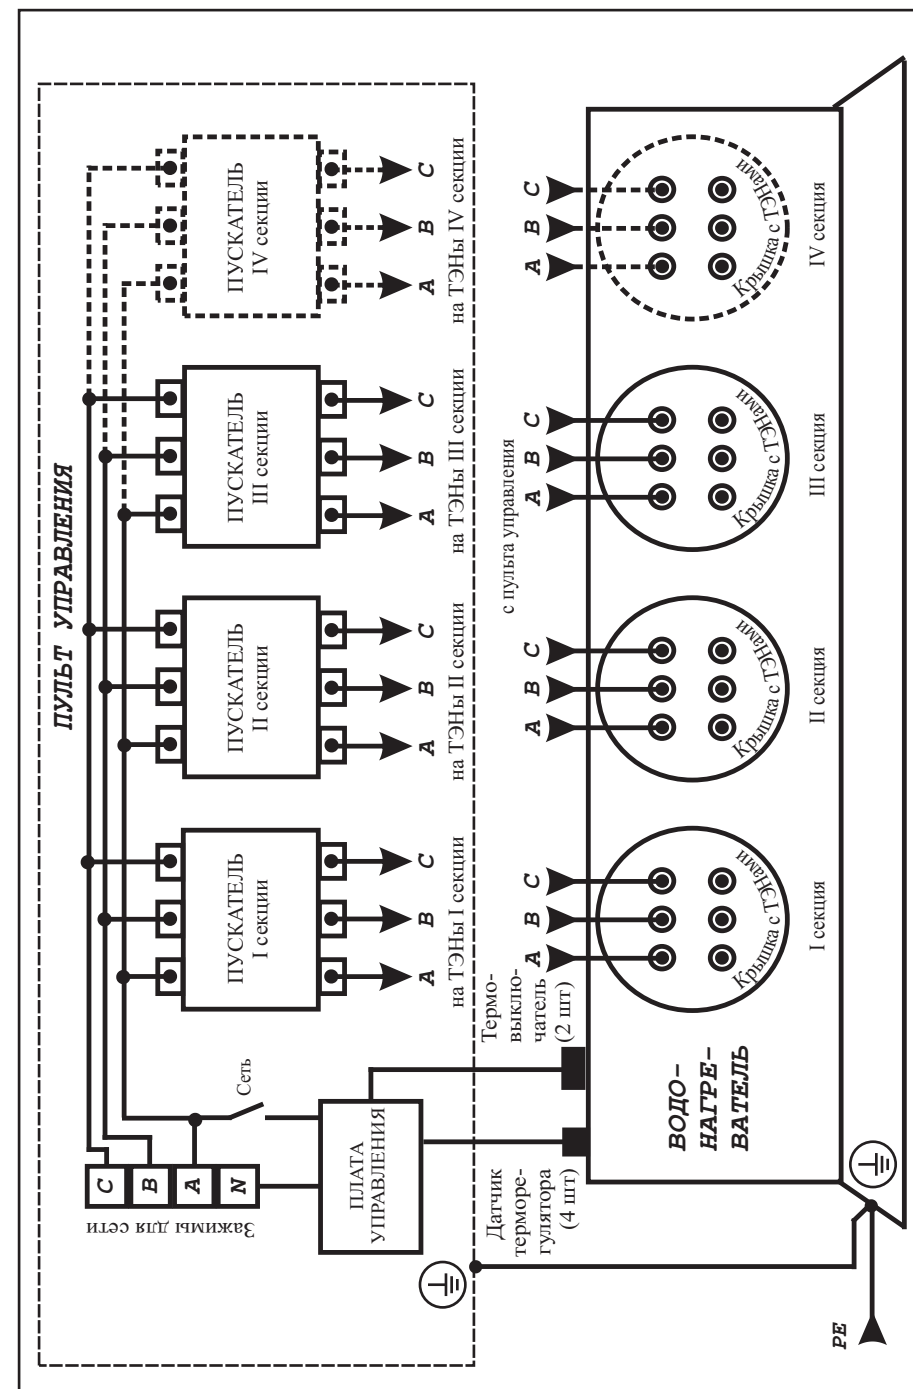 ПУЛЬТ УПРАВЛЕНИЯ
Зажимы для сети
C
B
A
N
Сеть
ПЛАТА
УПРАВЛЕНИЯ
ПУСКАТЕЛЬ
I секции
A
B
C
на ТЭНы I секции
ПУСКАТЕЛЬ
II секции
A
B
C
на ТЭНы II секции
ПУСКАТЕЛЬ
III секции
A
B
C
на ТЭНы III секции
ПУСКАТЕЛЬ
IV секции
A
B
C
на ТЭНы IV секции
Датчик
терморе-
гулятора
(4 шт)
Термо-
выклю-
чатель
(2 шт)
с пульта управления
A
B
C
A
B
C
A
B
C
A
B
C
ВОДО-
НАГРЕ-
ВАТЕЛЬ
Крышка с ТЭНами
I секция
Крышка с ТЭНами
II секция
Крышка с ТЭНами
III секция
Крышка с ТЭНами
IV секция
PE